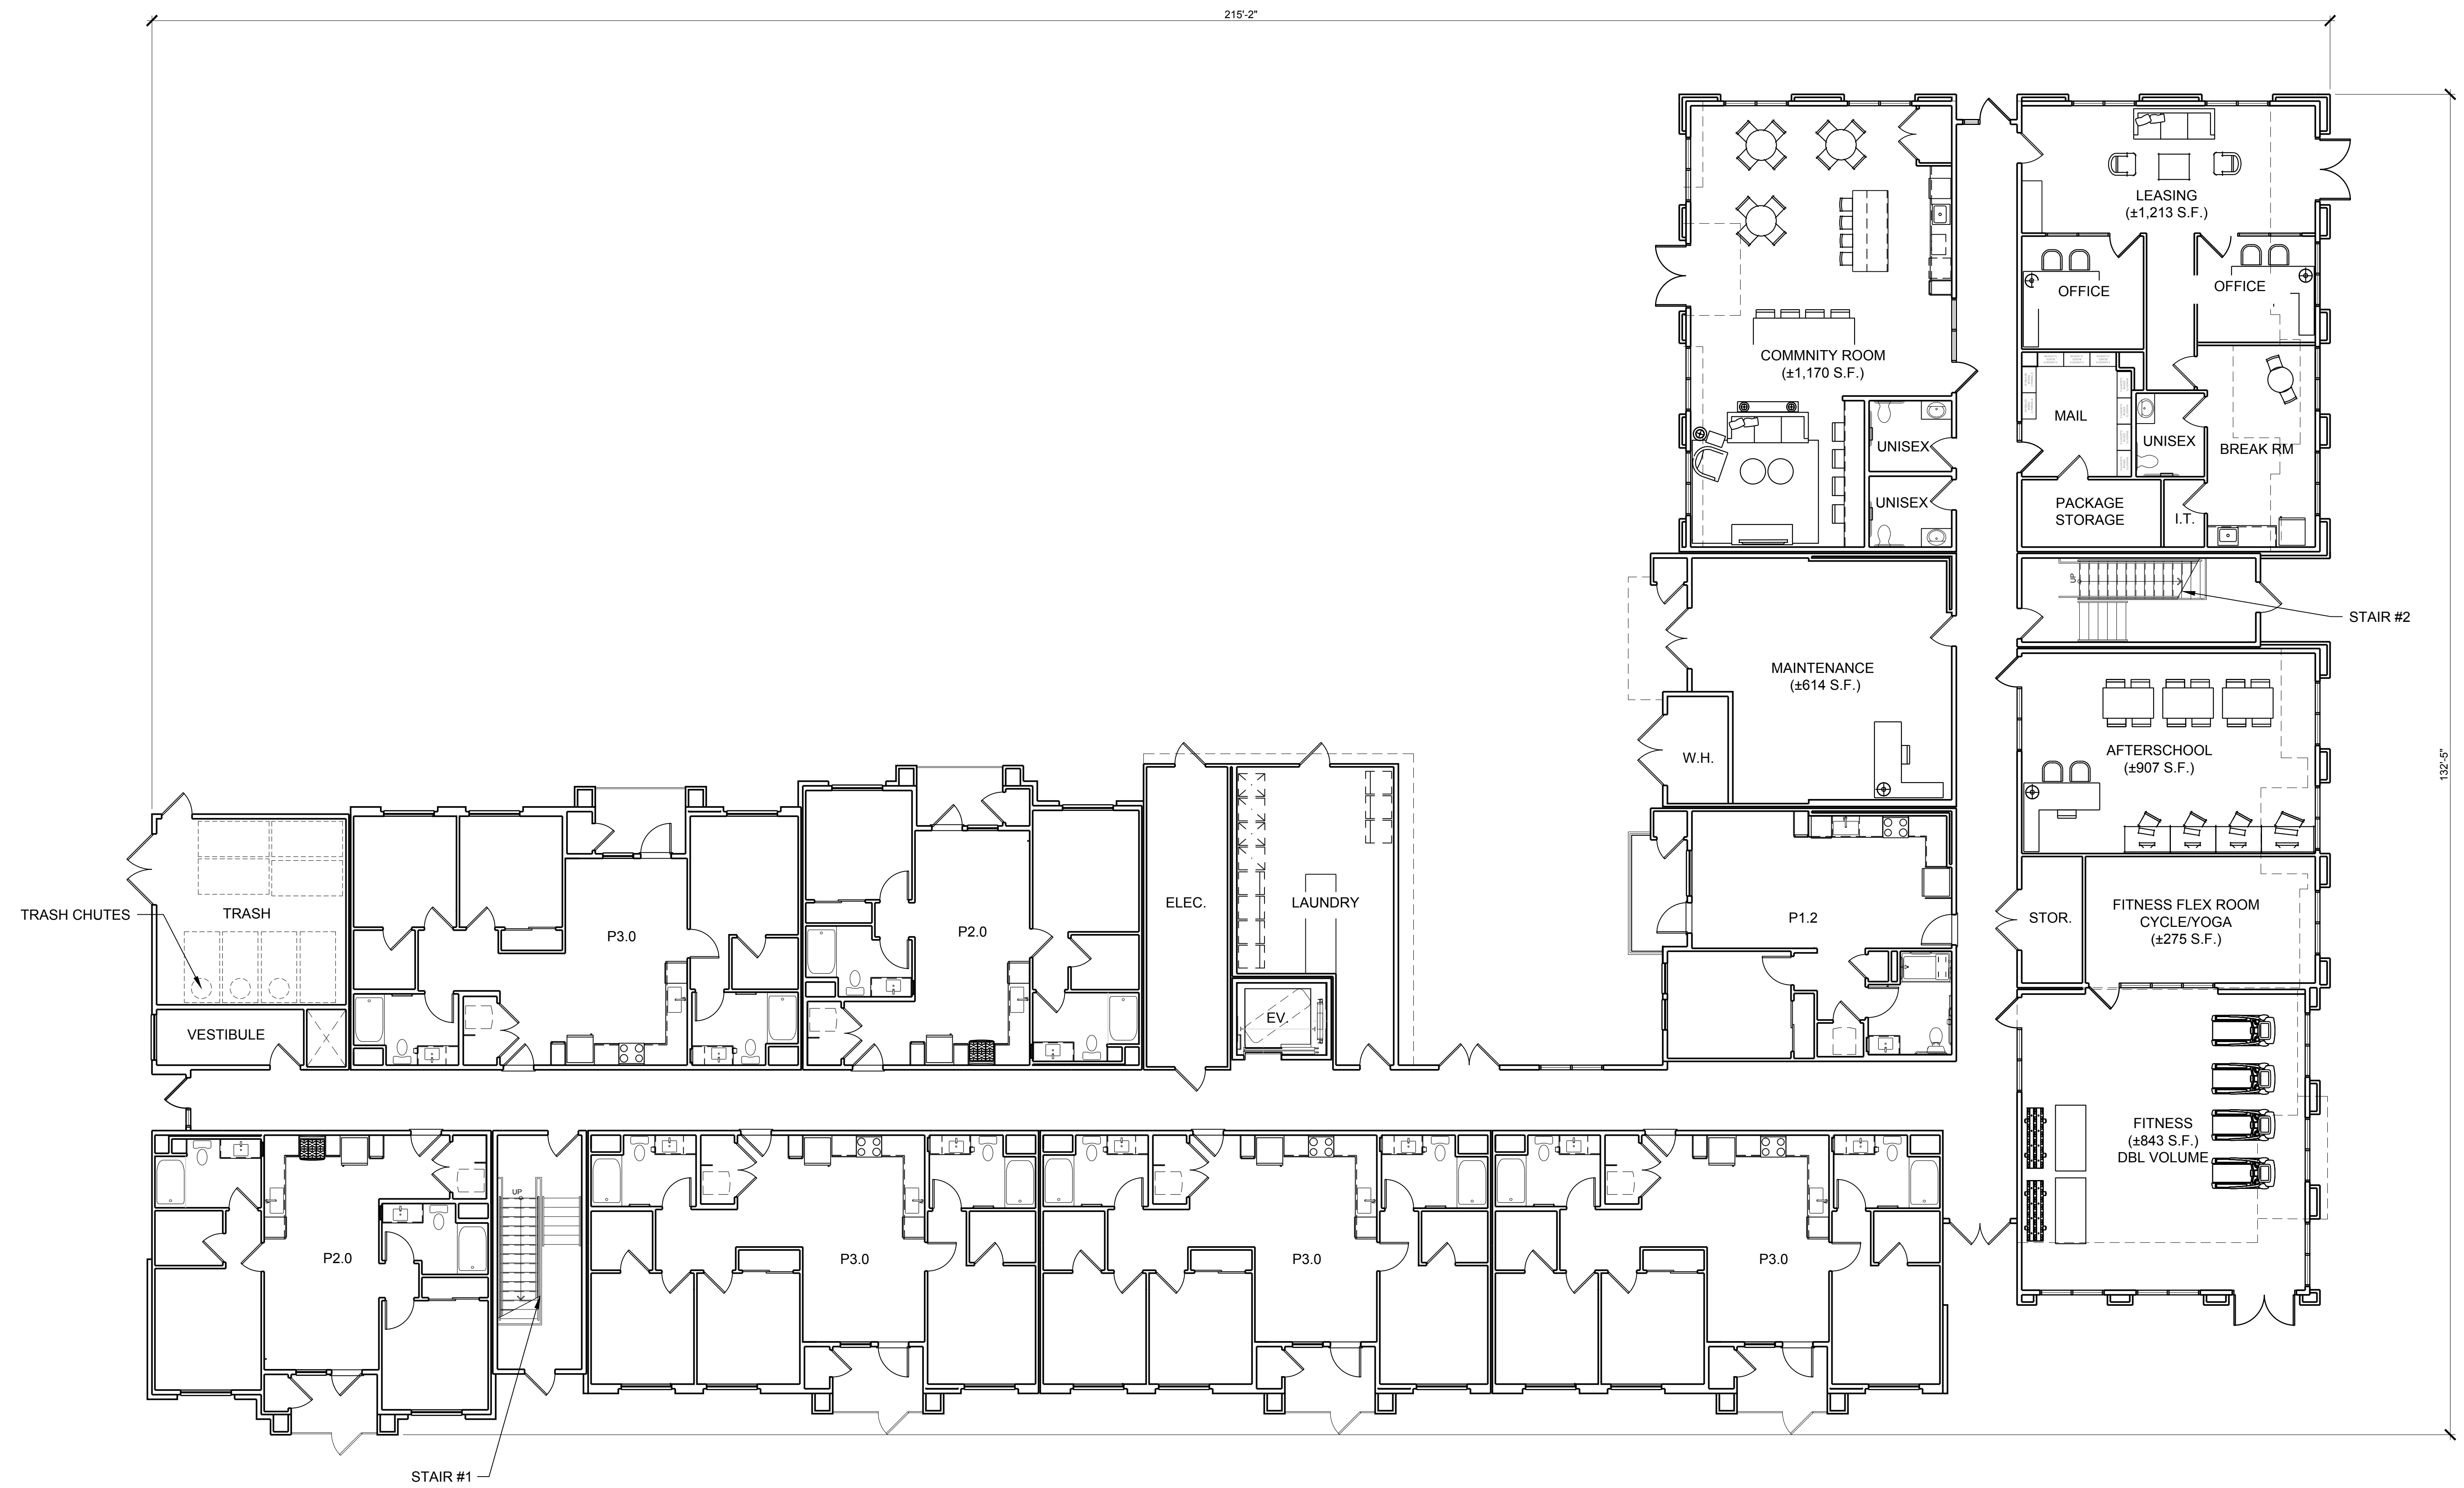 215'-2"
LEASING
(±1,213 S.F.)
OFFICE
OFFICE
COMMNITY ROOM
(±1,170 S.F.)
MAIL
UNISEX
UNISEX
BREAK RM
UNISEX
PACKAGE
STORAGE
I.T.
UP
STAIR #2
MAINTENANCE
(±614 S.F.)
AFTERSCHOOL
(±907 S.F.)
W.H.
132'-5"
TRASH CHUTES
TRASH
P3.0
P2.0
ELEC.
LAUNDRY
P1.2
STOR.
FITNESS FLEX ROOM
CYCLE/YOGA
(±275 S.F.)
EV.
VESTIBULE
FITNESS
(±843 S.F.)
DBL VOLUME
UP
P2.0
P3.0
P3.0
P3.0
STAIR #1